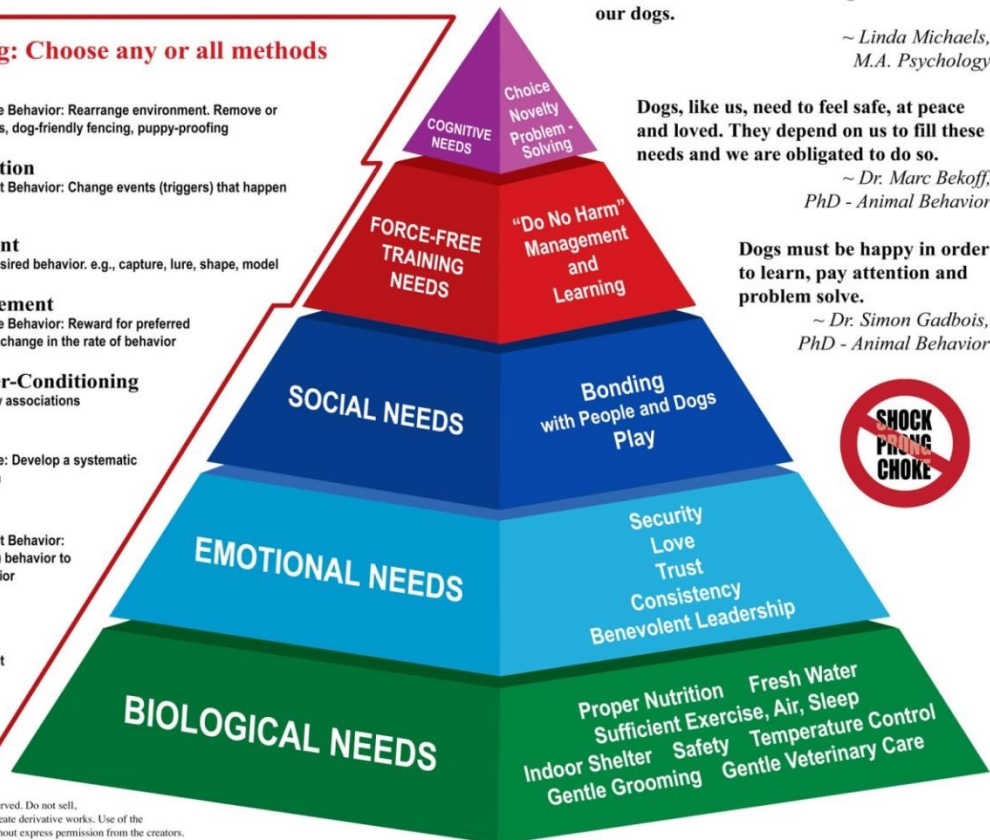 g: Choose any or all methods
e Behavior: Rearrange environment. Remove or
s, dog-friendly fencing, puppy-proofing
tion
t Behavior: Change events (triggers) that happen
nt
sired behavior. e.g., capture, lure, shape, model
ement
e Behavior: Reward for preferred
change in the rate of behavior
r-Conditioning
associations
e: Develop a systematic
t Behavior:
behavior to
ior
t
our dogs.
~ Linda Michaels,
M.A. Psychology
Dogs, like us, need to feel safe, at peace
and loved. They depend on us to fill these
needs and we are obligated to do so.
~ Dr. Marc Bekoff,
PhD - Animal Behavior
Dogs must be happy in order
to learn, pay attention and
problem solve.
~ Dr. Simon Gadbois,
PhD - Animal Behavior
SHOCK
PRONG
CHOKE
COGNITIVE
NEEDS
Choice
Novelty
Problem -
Solving
FORCE-FREE
TRAINING
NEEDS
“Do No Harm”
Management
and
Learning
SOCIAL NEEDS
Bonding
with People and Dogs
Play
EMOTIONAL NEEDS
Security
Love
Trust
Consistency
Benevolent Leadership
BIOLOGICAL NEEDS
Proper Nutrition Fresh Water
Sufficient Exercise, Air, Sleep
Indoor Shelter Safety Temperature Control
Gentle Grooming Gentle Veterinary Care
rved. Do not sell,
eate derivative works. Use of the
hout express permission from the creators.